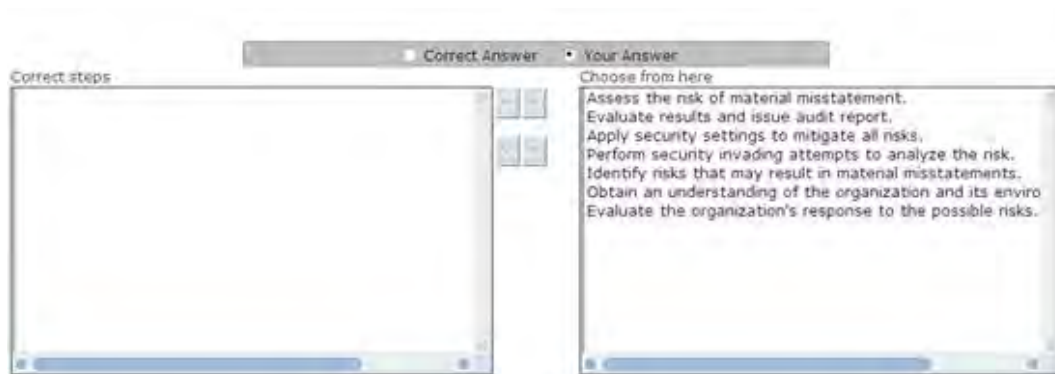 Correct Answer Your Answer
Correct steps
Choose from here
Assess the risk of material misstatement.
Evaluate results and issue audit report.
Apply security settings to mitigate all risks.
Perform security invading attempts to analyze the risk.
Identify risks that may result in material misstatements.
Obtain an understanding of the organization and its enviro
Evaluate the organization's response to the possible risks.